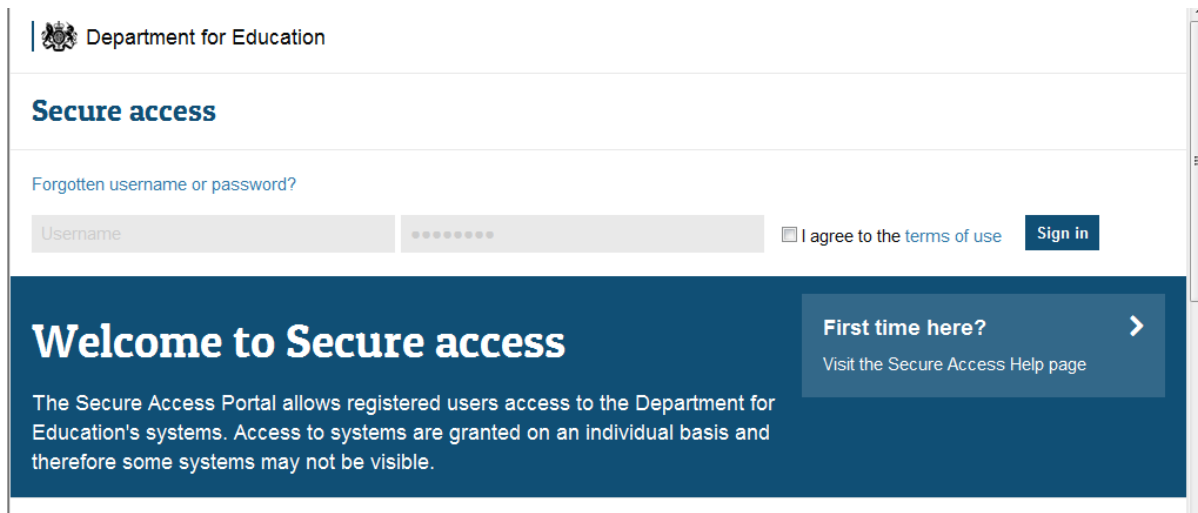 Department for Education
Secure access
Forgotten username or password?
Username
I agree to the terms of use
Sign in
Welcome to Secure access
First time here?
Visit the Secure Access Help page
The Secure Access Portal allows registered users access to the Department for
Education's systems. Access to systems are granted on an individual basis and
therefore some systems may not be visible.